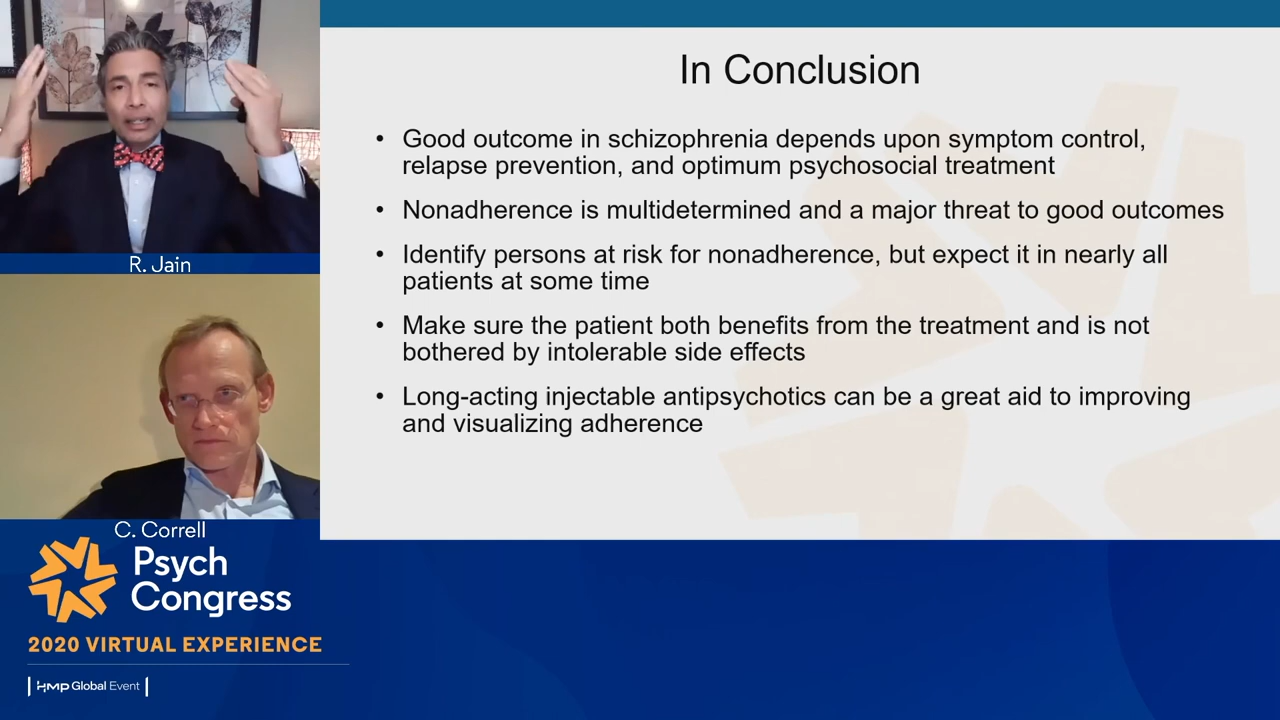 R. Jain
C. Correll
Psych
Congress
2020 VIRTUAL EXPERIENCE
HMP Global Event
In Conclusion
• Good outcome in schizophrenia depends upon symptom control,
relapse prevention, and optimum psychosocial treatment
• Nonadherence is multidetermined and a major threat to good outcomes
• Identify persons at risk for nonadherence, but expect it in nearly all
patients at some time
• Make sure the patient both benefits from the treatment and is not
bothered by intolerable side effects
• Long-acting injectable antipsychotics can be a great aid to improving
and visualizing adherence